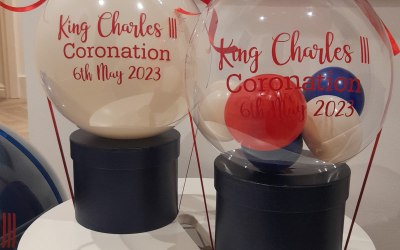 King Charles III
Coronation
6th May 2023
King Charles III
Coronation
6th May 2023